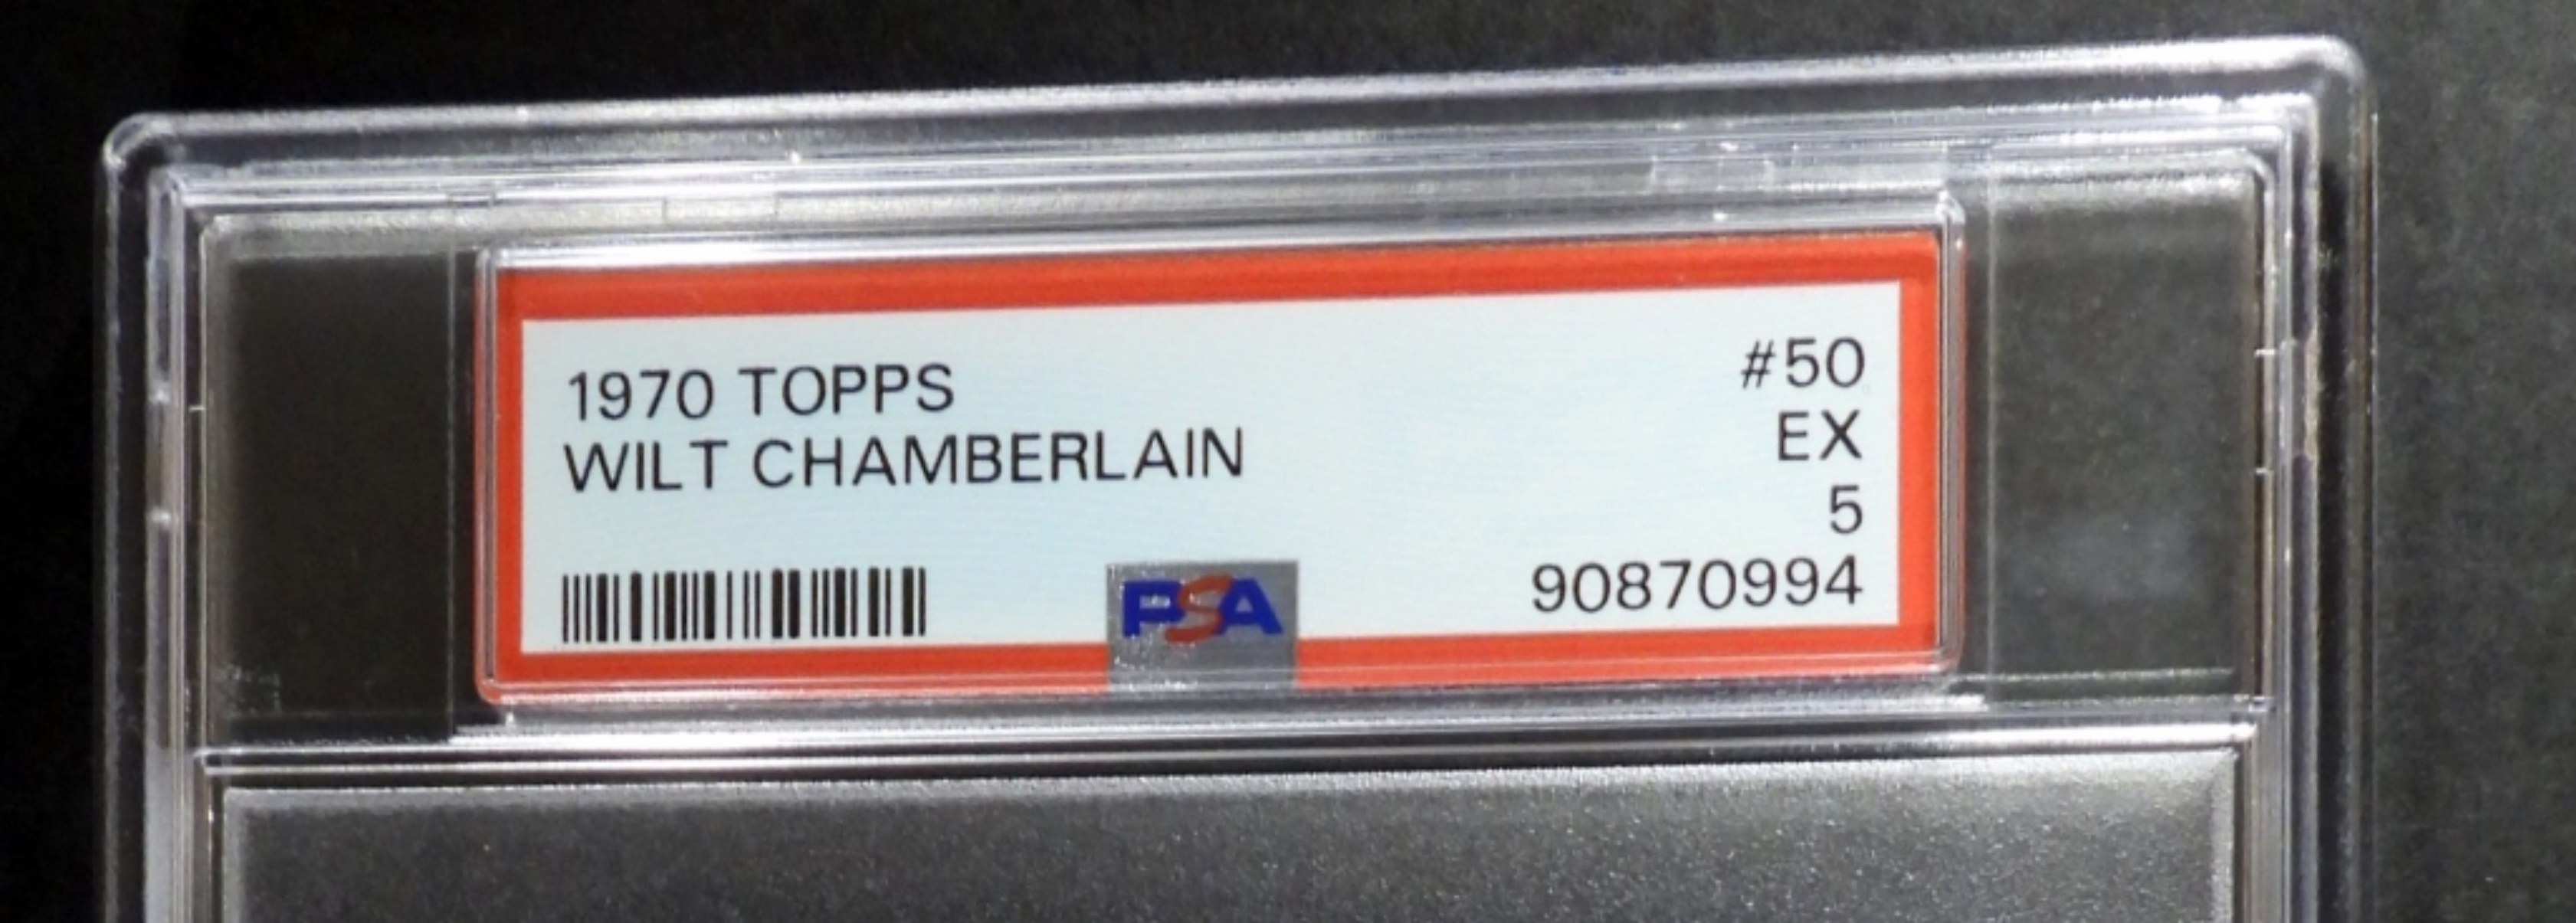 1970 TOPPS
WILT CHAMBERLAIN
#50
EX
5
90870994
PSA